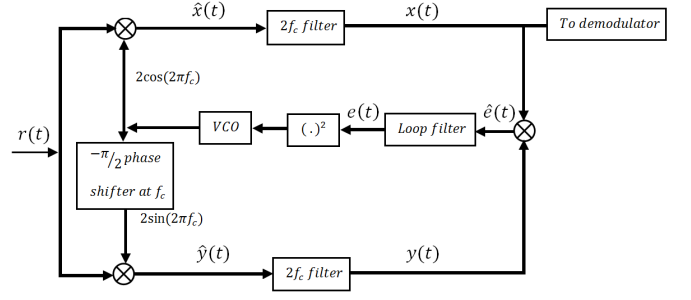 x̂(t)
2f_c filter
x(t)
To demodulator
2cos(2πf_c)
r(t)
VCO
(.)²
e(t)
Loop filter
ê(t)
−π/2 phase
shifter at f_c
2sin(2πf_c)
ŷ(t)
2f_c filter
y(t)